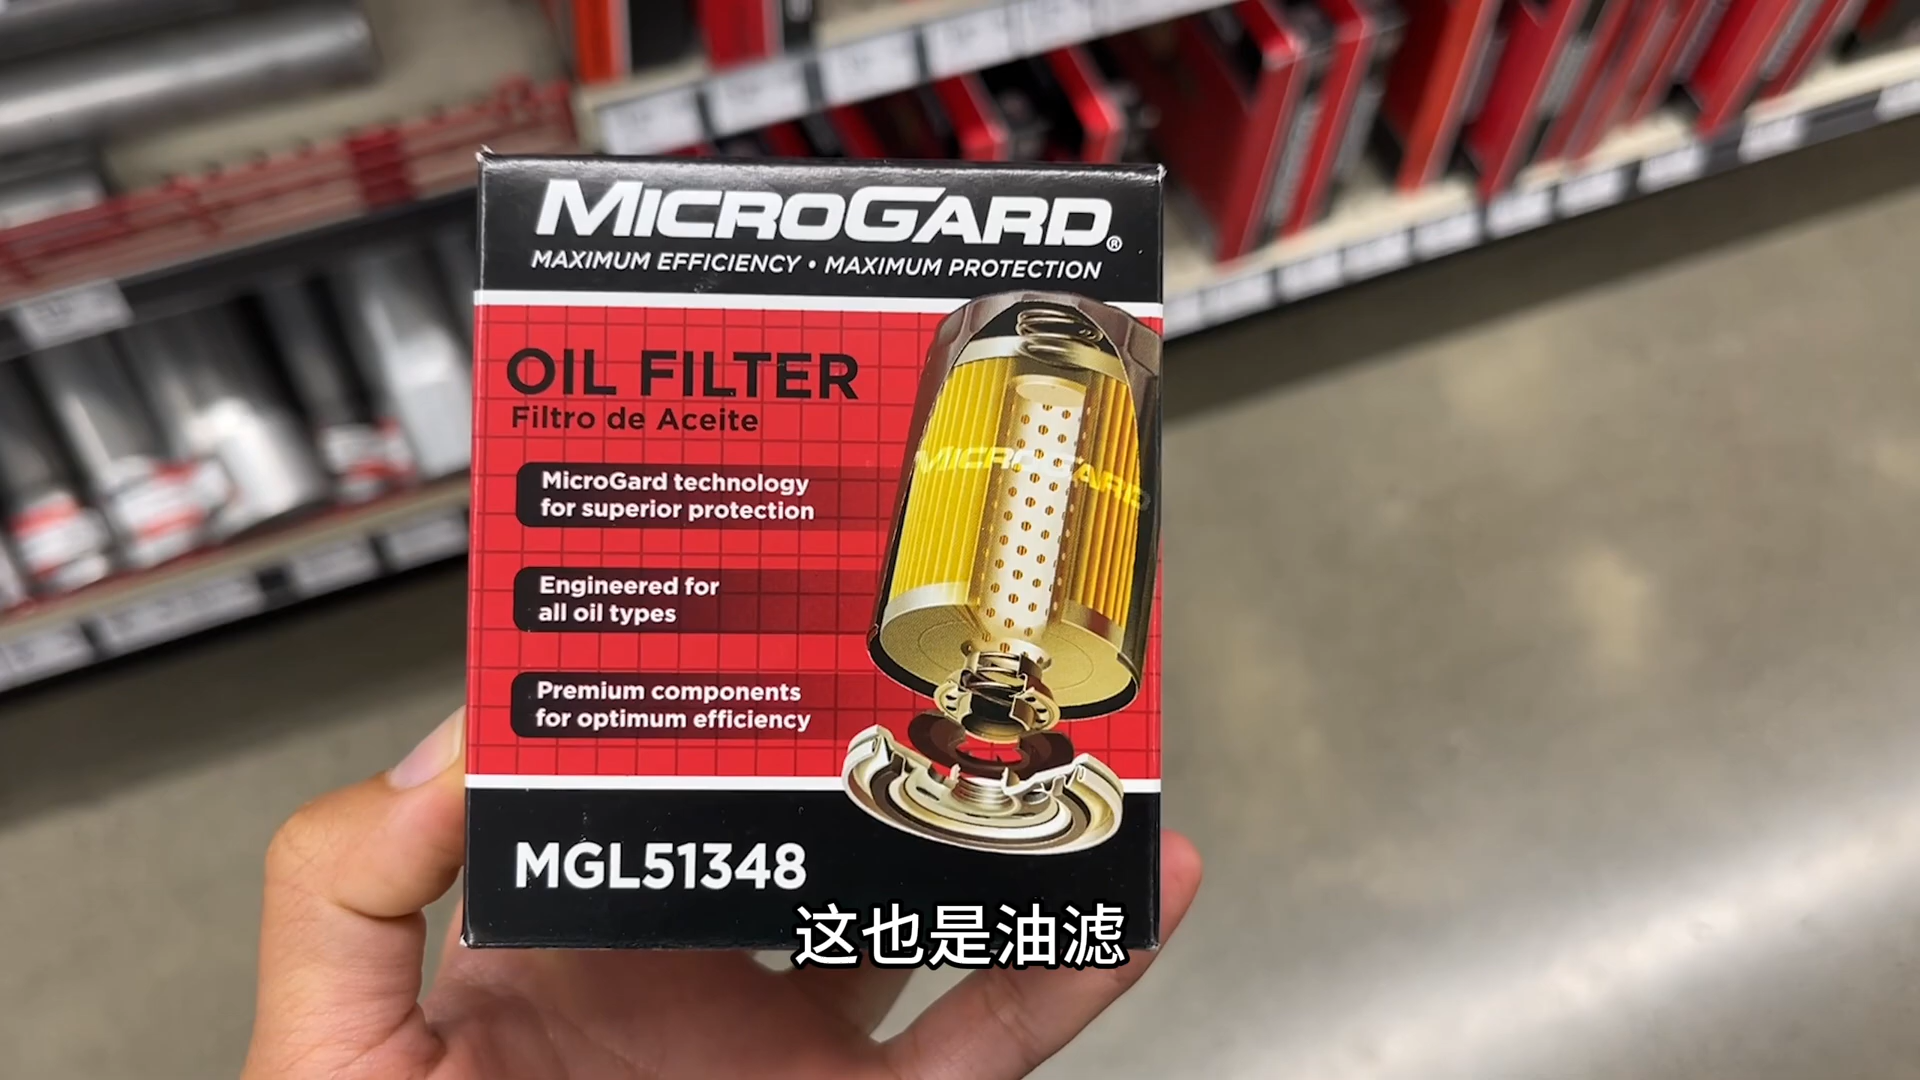 MICROGARD®
MAXIMUM EFFICIENCY • MAXIMUM PROTECTION
OIL FILTER
Filtro de Aceite
MICROGARD
MicroGard technology
for superior protection
Engineered for
all oil types
Premium components
for optimum efficiency
MGL51348
这也是油滤